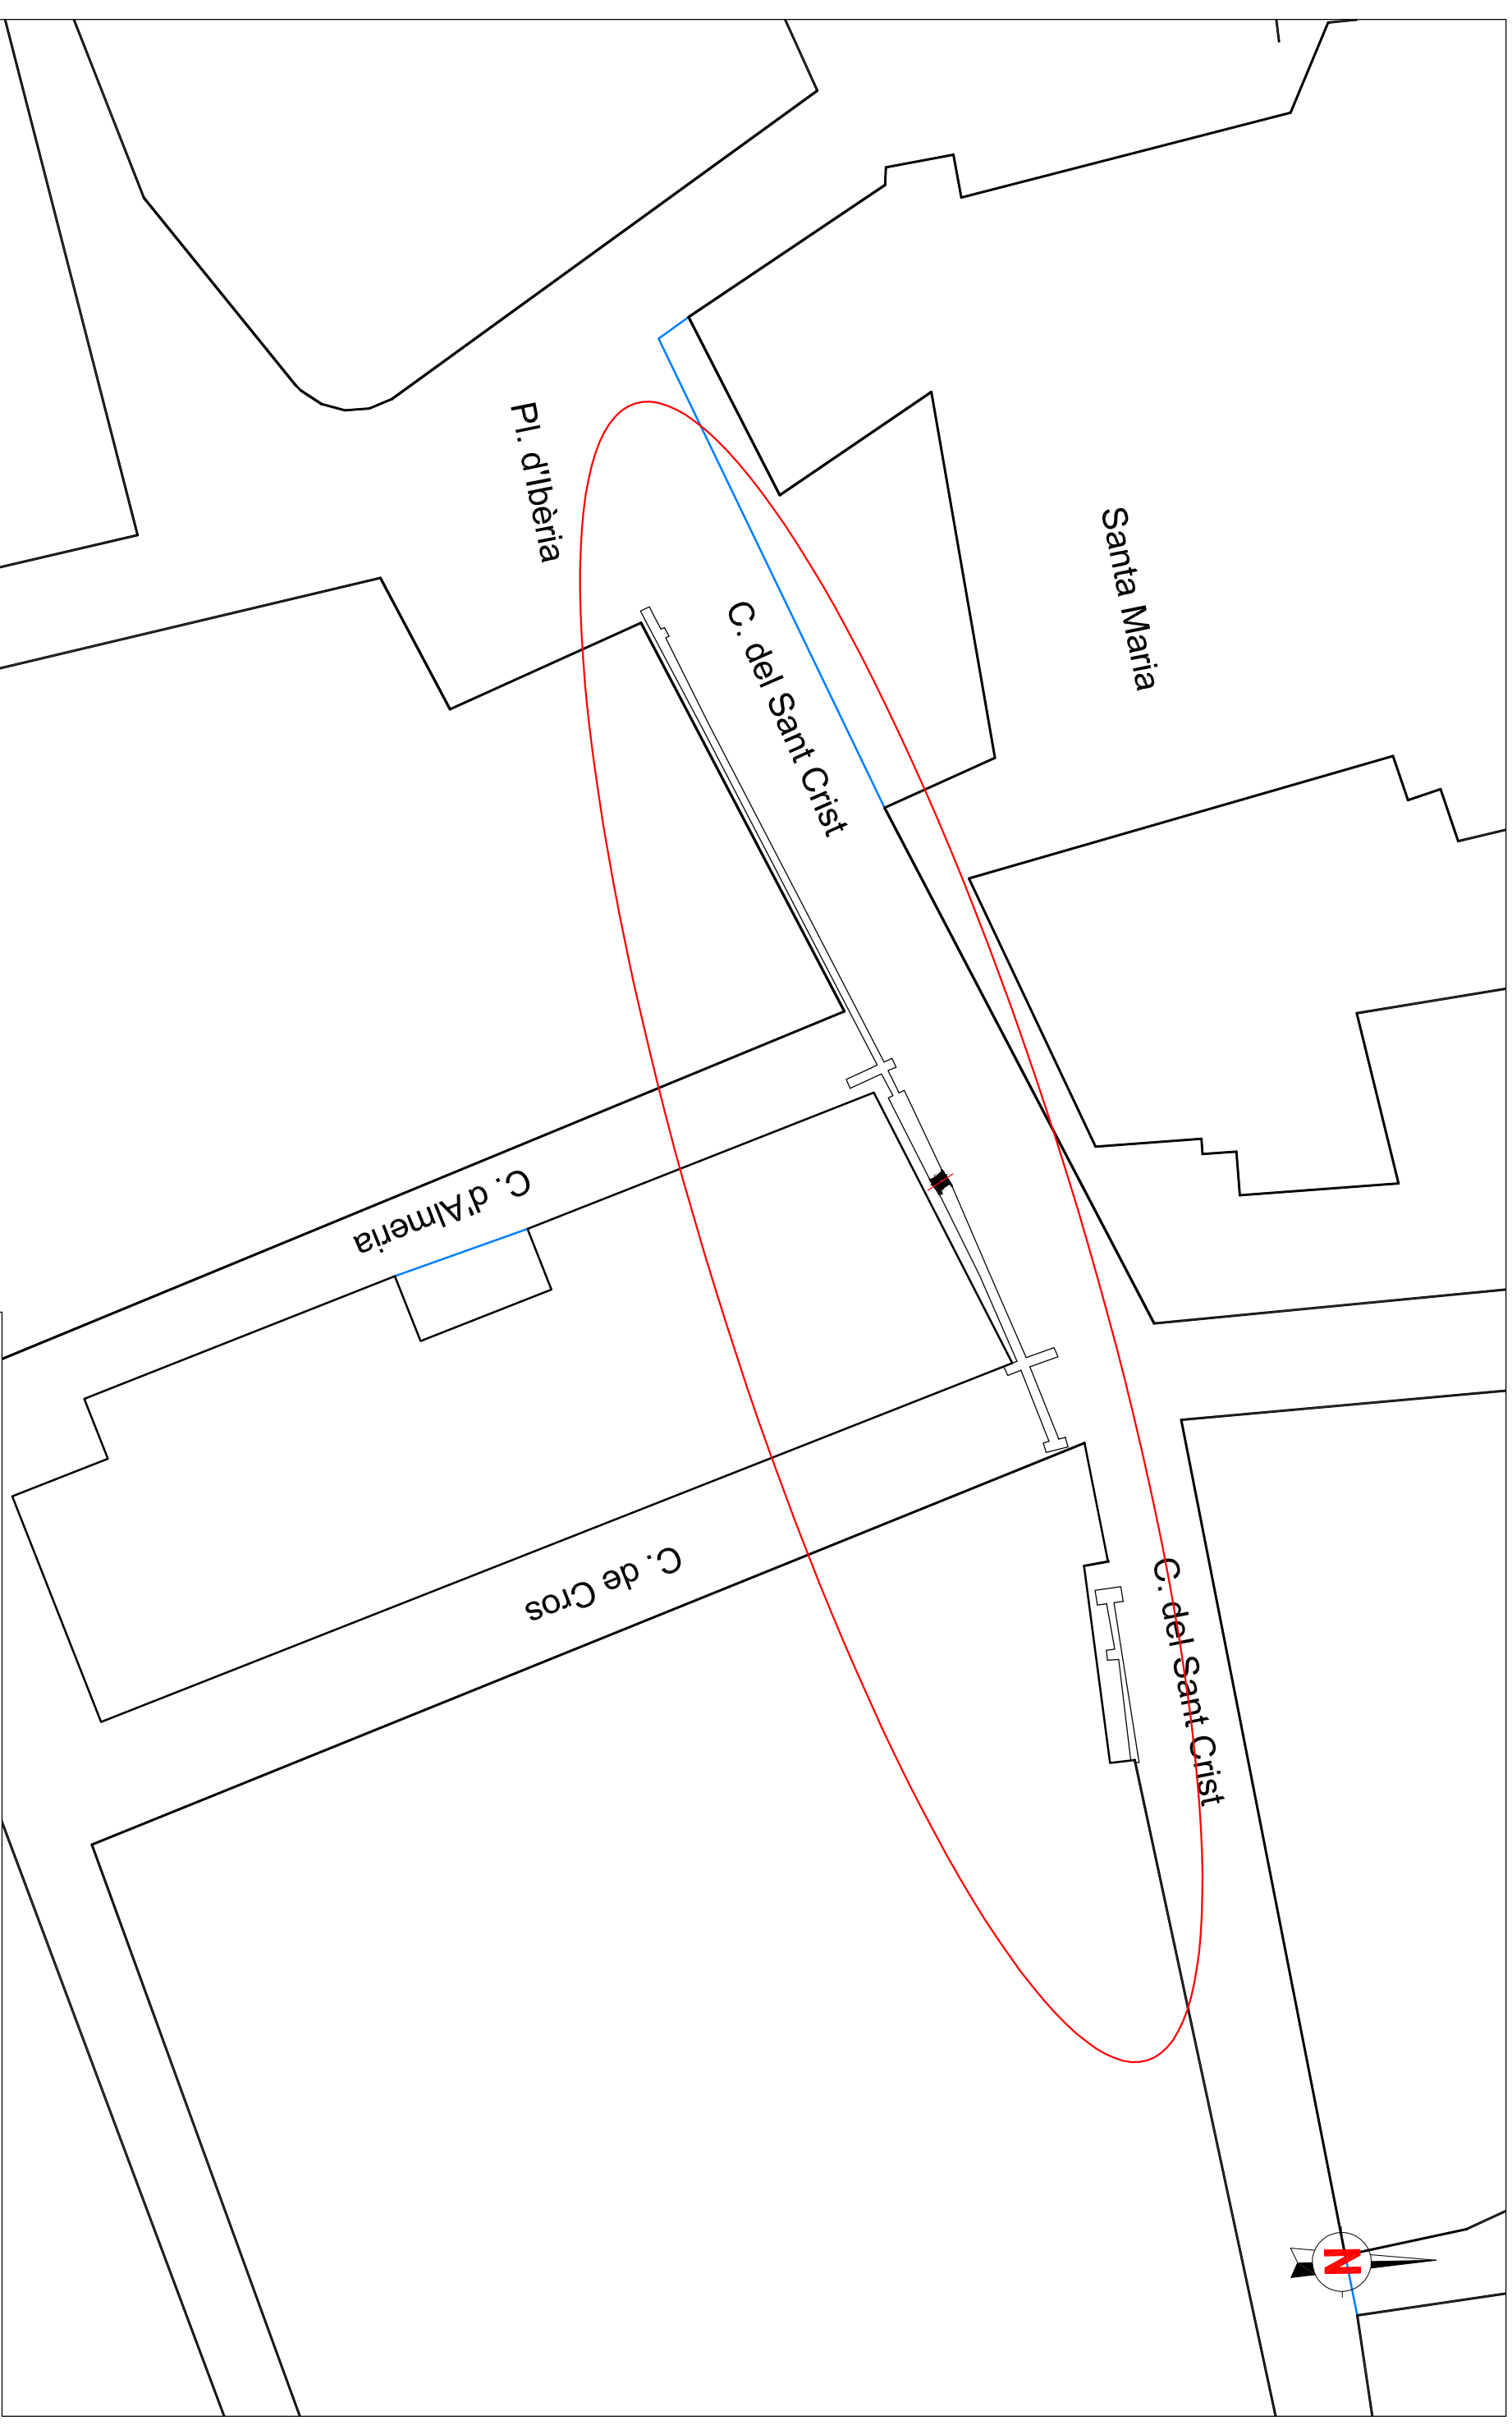 Santa Maria
Pl. d'Ibèria
C. del Sant Crist
C. d'Almeria
C. de Cros
C. del Sant Crist
N